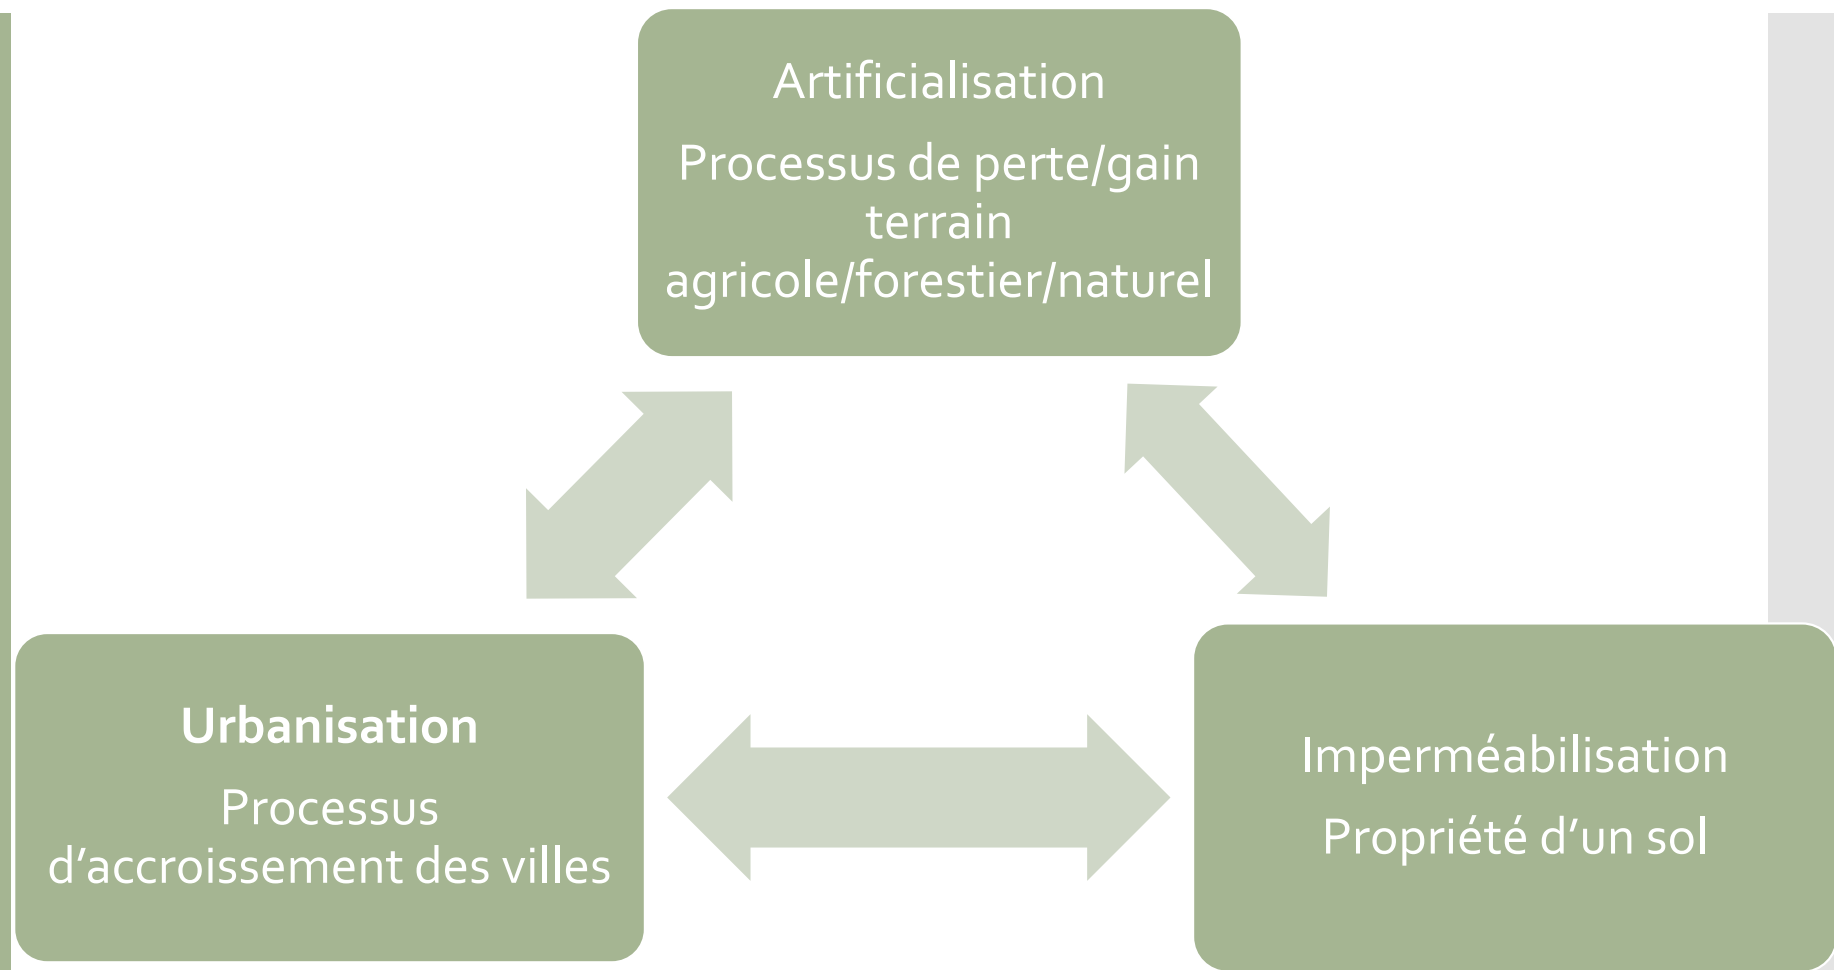 Artificialisation
Processus de perte/gain
terrain
agricole/forestier/naturel
Urbanisation
Processus
d’accroissement des villes
Imperméabilisation
Propriété d’un sol